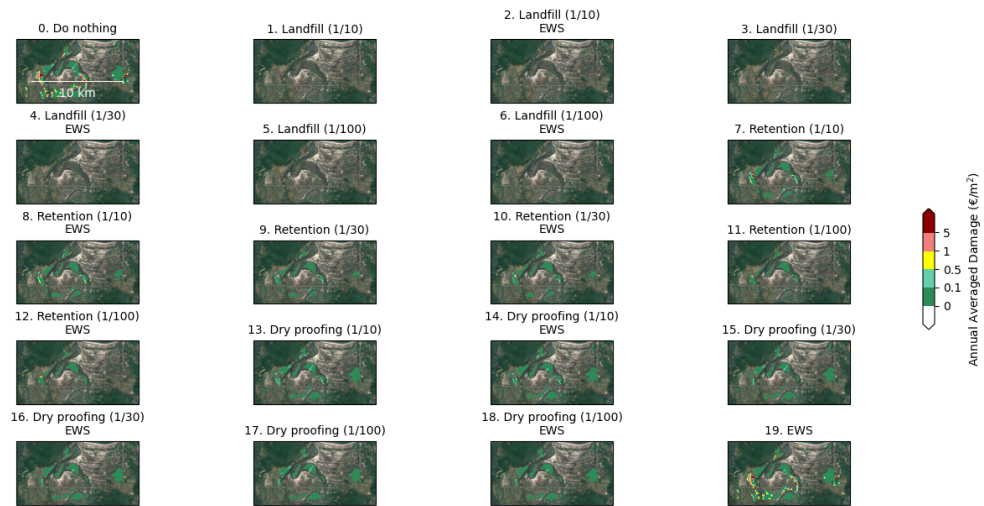 0. Do nothing
1. Landfill (1/10)
2. Landfill (1/10)
EWS
3. Landfill (1/30)
10 km
4. Landfill (1/30)
EWS
5. Landfill (1/100)
6. Landfill (1/100)
EWS
7. Retention (1/10)
8. Retention (1/10)
EWS
9. Retention (1/30)
10. Retention (1/30)
EWS
11. Retention (1/100)
12. Retention (1/100)
EWS
13. Dry proofing (1/10)
14. Dry proofing (1/10)
EWS
15. Dry proofing (1/30)
16. Dry proofing (1/30)
EWS
17. Dry proofing (1/100)
18. Dry proofing (1/100)
EWS
19. EWS
5
1
0.5
0.1
0
Annual Averaged Damage (€/m²)